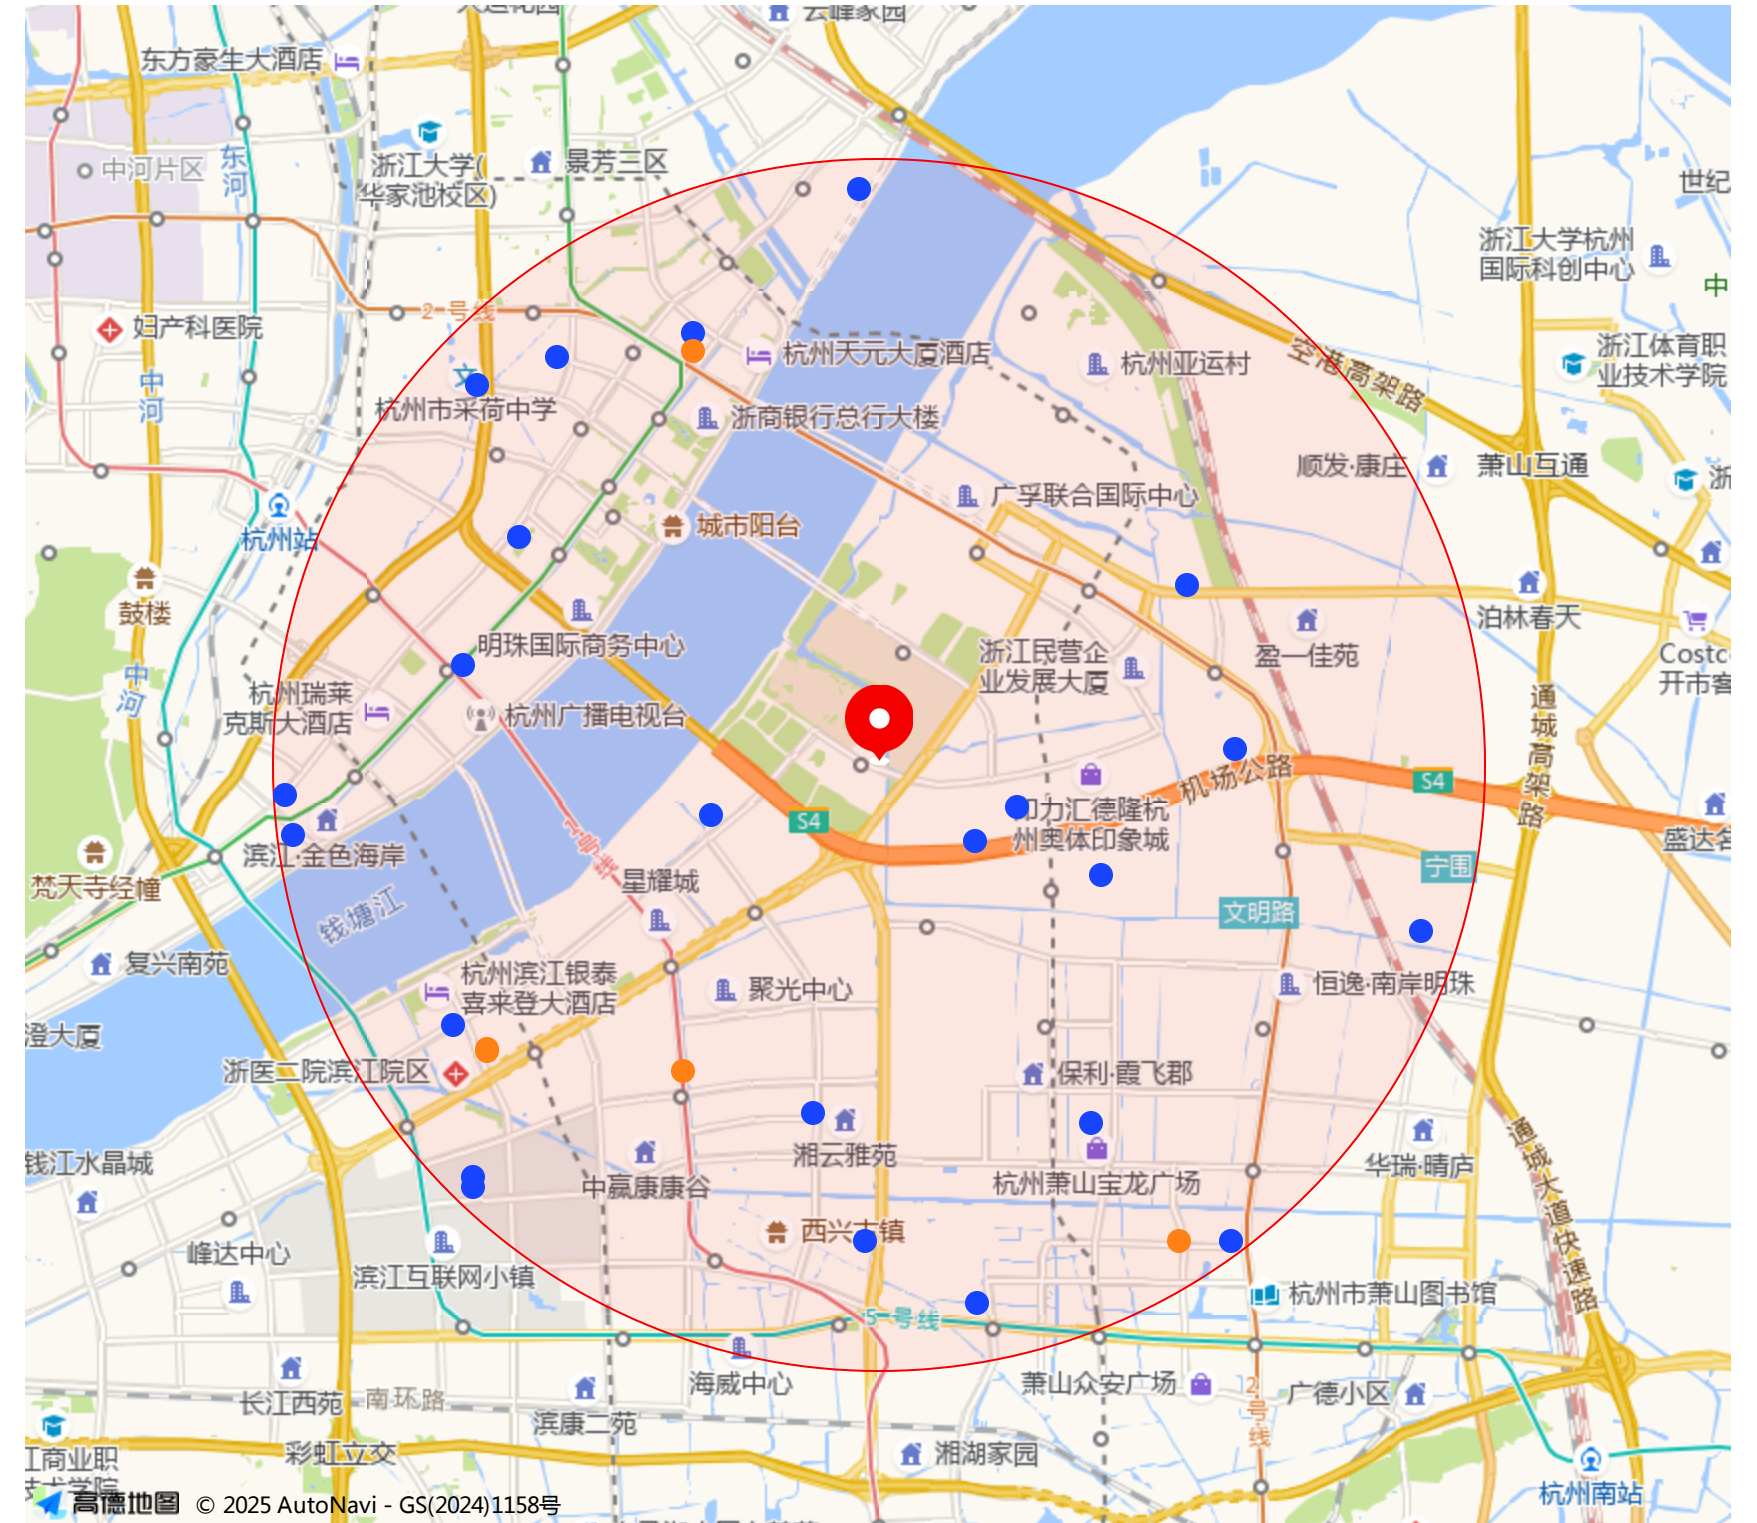 云峰家园
东方豪生大酒店
浙江大学(
华家池校区)
景芳三区
东河
中河片区
世纪
浙江大学杭州
国际科创中心
中
妇产科医院
2号线
杭州天元大厦酒店
杭州亚运村
空港高架路
浙江体育职
业技术学院
中河
文
杭州市采荷中学
浙商银行总行大楼
顺发·康庄
萧山互通
浙
广孚联合国际中心
杭州站
城市阳台
鼓楼
泊林春天
明珠国际商务中心
浙江民营企
业发展大厦
盈一佳苑
Costc
开市客
中河
杭州瑞莱
克斯大酒店
杭州广播电视台
通城高架路
机场公路
S4
S4
印力汇德隆杭
州奥体印象城
1号线
滨江·金色海岸
盛达名
宁围
梵天寺经幢
星耀城
文明路
钱塘江
复兴南苑
杭州滨江银泰
喜来登大酒店
聚光中心
恒逸·南岸明珠
澄大厦
浙医二院滨江院区
保利·霞飞郡
钱江水晶城
湘云雅苑
华瑞·晴庐
通城大道快速路
中赢康康谷
杭州萧山宝龙广场
西兴古镇
峰达中心
滨江互联网小镇
杭州市萧山图书馆
5号线
海威中心
萧山众安广场
2号线
广德小区
长江西苑
南环路
滨康二苑
彩虹立交
湘湖家园
江商业职
技术学院
杭州南站
高德地图 © 2025 AutoNavi - GS(2024)1158号